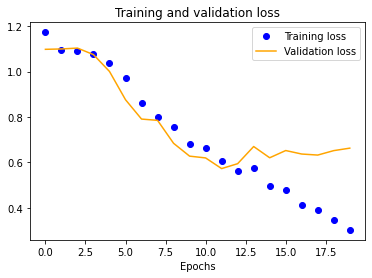 Training and validation loss
Training loss
Validation loss
1.2
1.0
0.8
0.6
0.4
0.0 2.5 5.0 7.5 10.0 12.5 15.0 17.5
Epochs